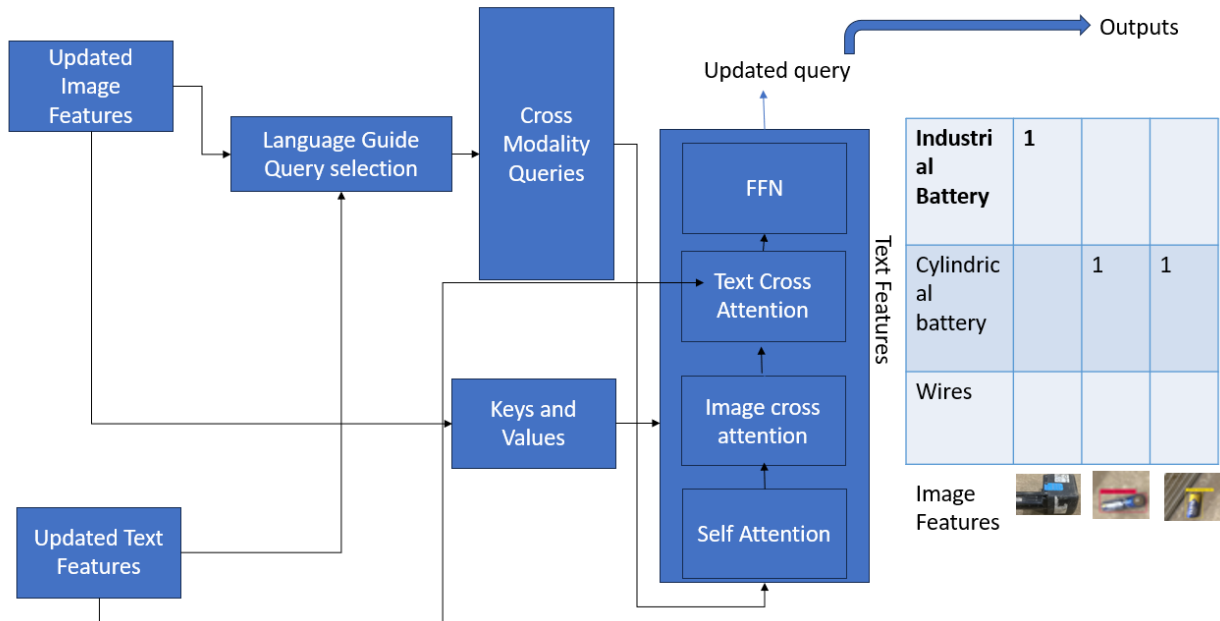 Updated
Image
Features
Language Guide
Query selection
Cross
Modality
Queries
Updated query
Outputs
FFN
Text Cross
Attention
Image cross
attention
Self Attention
Keys and
Values
Updated Text
Features
Text Features
Industri
al
Battery
1
Cylindric
al
battery
1
1
Wires
Image
Features